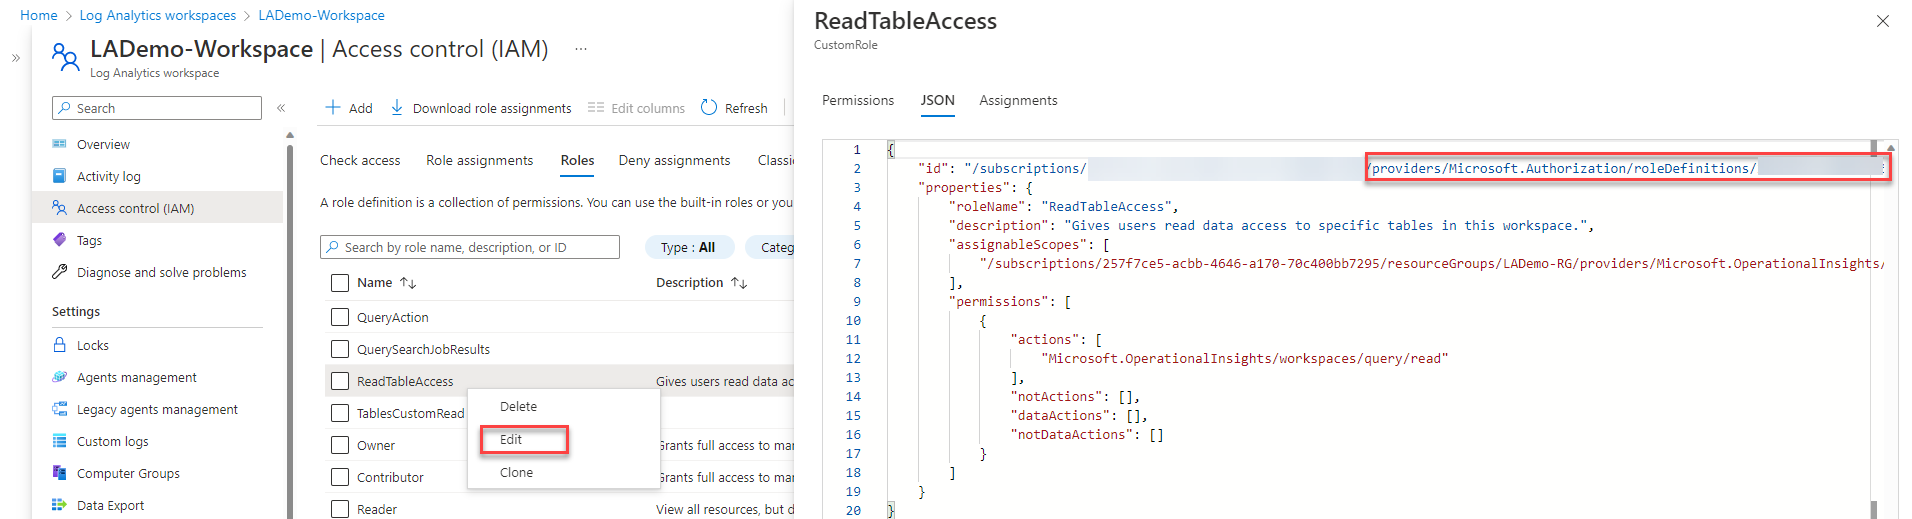 Home > Log Analytics workspaces > LADemo-Workspace
LADemo-Workspace | Access control (IAM) ...
Log Analytics workspace
Search
Overview
Activity log
Access control (IAM)
Tags
Diagnose and solve problems
Settings
Locks
Agents management
Legacy agents management
Custom logs
Computer Groups
Data Export
Add Download role assignments Edit columns Refresh
Check access Role assignments Roles Deny assignments Classi
A role definition is a collection of permissions. You can use the built-in roles or you
Search by role name, description, or ID Type : All Categ
Name Description
QueryAction
QuerySearchJobResults
ReadTableAccess Gives users read data ac
TablesCustomRead
Owner Grants full access to mar
Contributor Grants full access to mar
Reader View all resources, but d
Delete
Edit
Clone
ReadTableAccess
CustomRole
Permissions JSON Assignments
1 {
2 "id": "/subscriptions/ /providers/Microsoft.Authorization/roleDefinitions/
3 "properties": {
4 "roleName": "ReadTableAccess",
5 "description": "Gives users read data access to specific tables in this workspace.",
6 "assignableScopes": [
7 "/subscriptions/257f7ce5-acbb-4646-a170-70c400bb7295/resourceGroups/LADemo-RG/providers/Microsoft.OperationalInsights/
8 ],
9 "permissions": [
10 {
11 "actions": [
12 "Microsoft.OperationalInsights/workspaces/query/read"
13 ],
14 "notActions": [],
15 "dataActions": [],
16 "notDataActions": []
17 }
18 ]
19 }
20 }